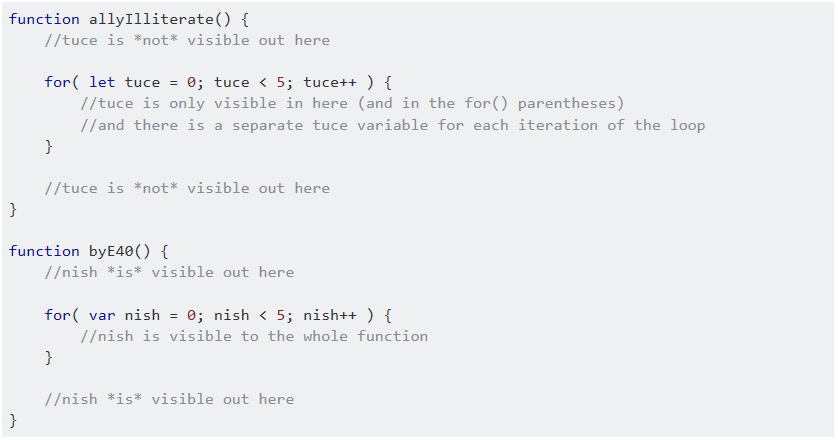 function allyIlliterate() {
    //tuce is *not* visible out here

    for( let tuce = 0; tuce < 5; tuce++ ) {
        //tuce is only visible in here (and in the for() parentheses)
        //and there is a separate tuce variable for each iteration of the loop
    }

    //tuce is *not* visible out here
}

function byE40() {
    //nish *is* visible out here

    for( var nish = 0; nish < 5; nish++ ) {
        //nish is visible to the whole function
    }

    //nish *is* visible out here
}